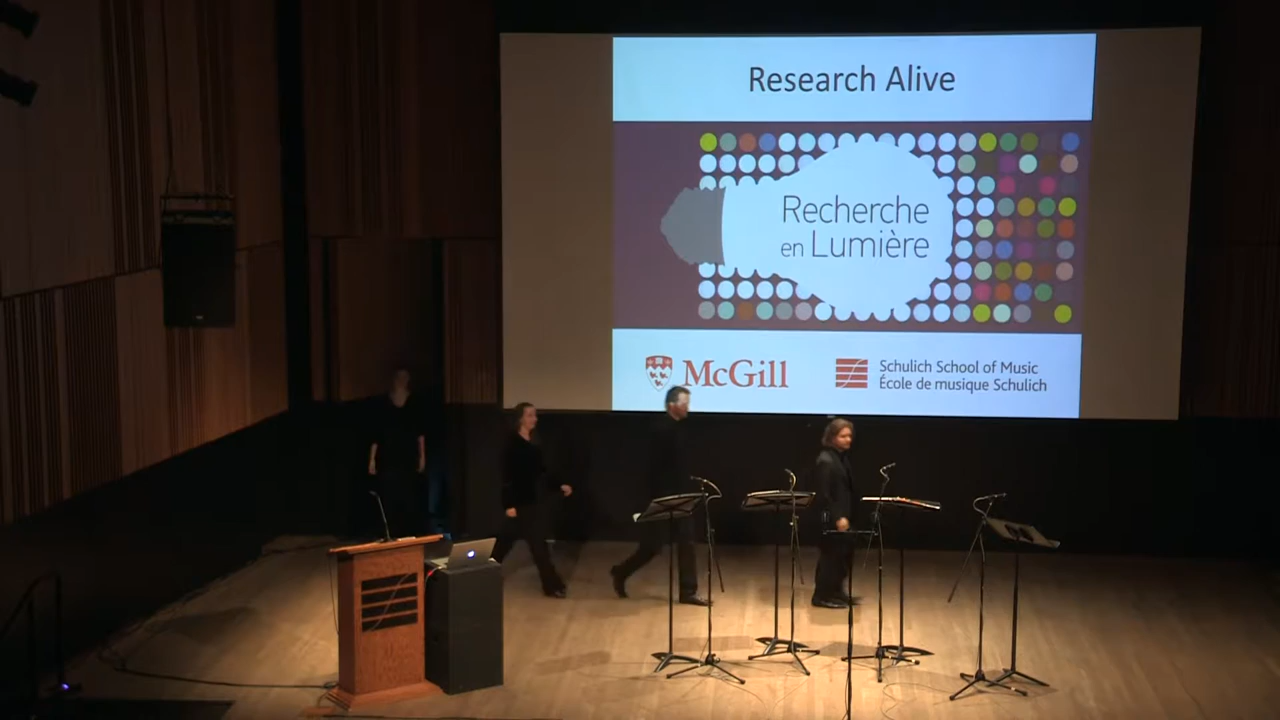 Research Alive
Recherche
en Lumière
McGill
Schulich School of Music
École de musique Schulich